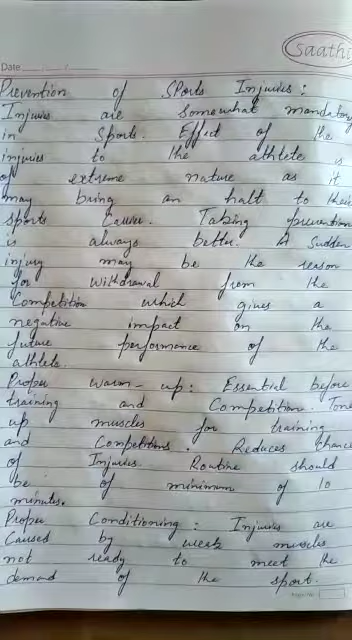 saathi
Date
Prevention of Sports Injuries :
Injuries are somewhat mandatory
in sports. Effect of the
injuries to the athlete is
of extreme nature as it
may bring an halt to their
sports Career. Taking prevention
is always better. A Sudden
injury may be the reason
for withdrawal from the
Competition which gives a
negative impact on the
future performance of the
athlete.
Proper warm-up : Essential before
training and Competition. Tone
up muscles for training
and Competitions. Reduces chance
of Injuries. Routine should
be of minimum of 10
minutes.
Proper Conditioning : Injuries are
Caused by weak muscles
not ready to meet the
demand of the sport.
Page No.